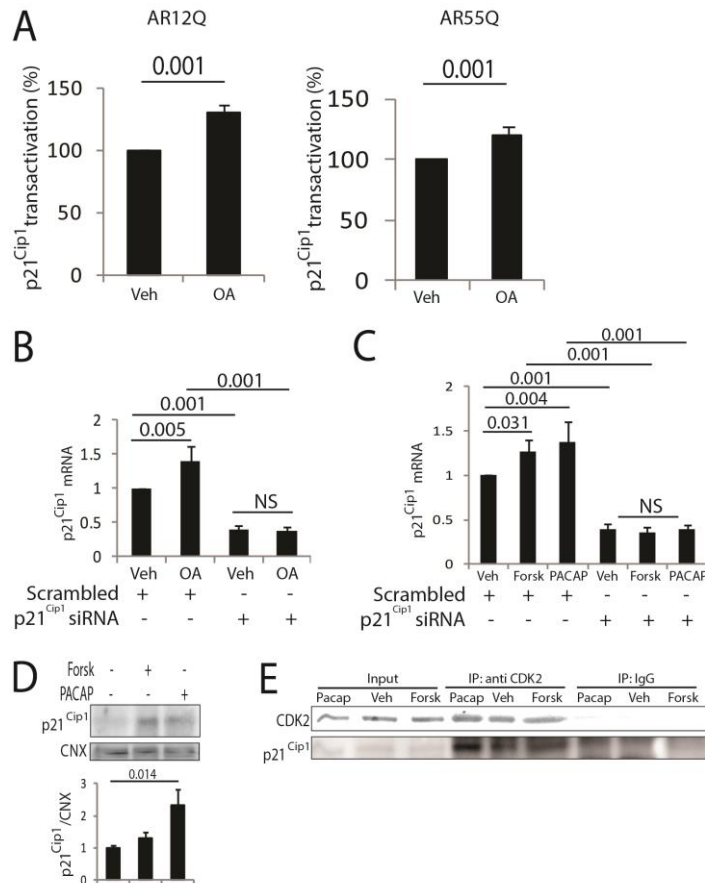 A
AR12Q
AR55Q
0.001
0.001
p21Cip1 transactivation (%)
150
100
50
0
Veh
OA
p21Cip1 transactivation (%)
150
100
50
0
Veh
OA
B
0.001
0.001
0.005
NS
p21Cip1 mRNA
2
1.5
1
0.5
0
Veh OA Veh OA
Scrambled + + - -
p21Cip1 siRNA - - + +
C
0.001
0.001
0.001
0.004
0.031
NS
p21Cip1 mRNA
2
1.5
1
0.5
0
Veh Forsk PACAP Veh Forsk PACAP
Scrambled + + + - - -
p21Cip1 siRNA - - - + + +
D
Forsk - + -
PACAP - - +
p21Cip1
CNX
0.014
p21Cip1/CNX
3
2
1
0
E
Input IP: anti CDK2 IP: IgG
Pacap Veh Forsk Pacap Veh Forsk Pacap Veh Forsk
CDK2
p21Cip1